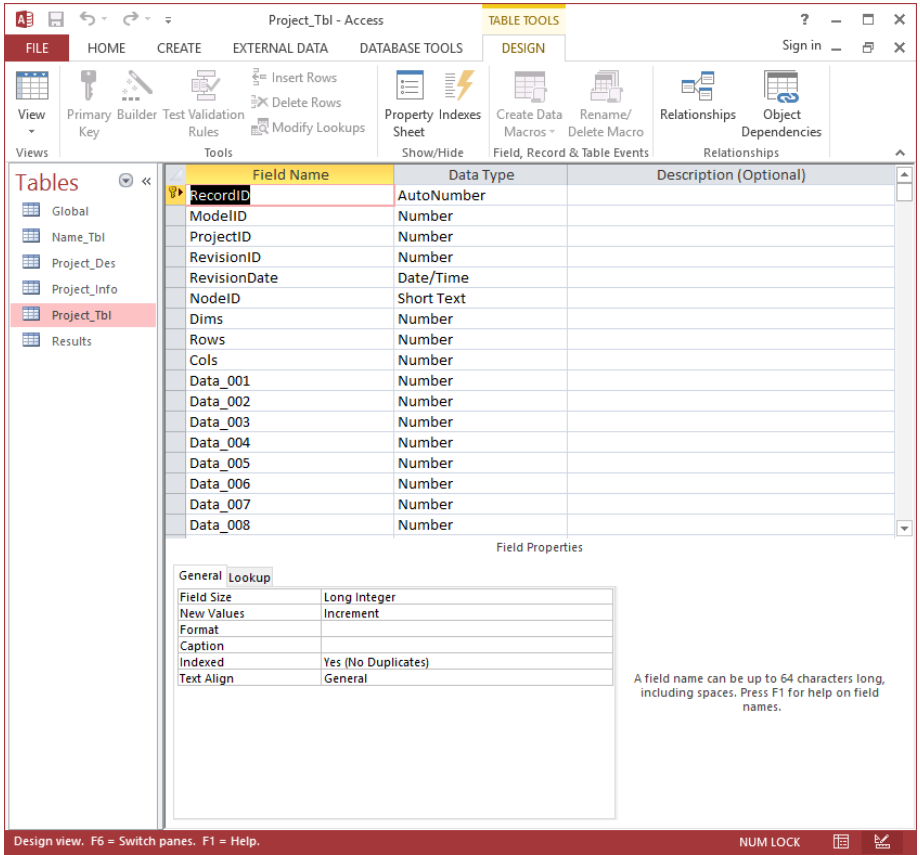 Project_Tbl - Access
TABLE TOOLS
?
FILE HOME CREATE EXTERNAL DATA DATABASE TOOLS DESIGN Sign in
View
Primary Key
Builder
Test Validation Rules
Insert Rows
Delete Rows
Modify Lookups
Property Sheet
Indexes
Create Data Macros
Rename/ Delete Macro
Relationships
Object Dependencies
Views Tools Show/Hide Field, Record & Table Events Relationships
Tables «
Global
Name_Tbl
Project_Des
Project_Info
Project_Tbl
Results
Field Name Data Type Description (Optional)
RecordID AutoNumber
ModelID Number
ProjectID Number
RevisionID Number
RevisionDate Date/Time
NodeID Short Text
Dims Number
Rows Number
Cols Number
Data_001 Number
Data_002 Number
Data_003 Number
Data_004 Number
Data_005 Number
Data_006 Number
Data_007 Number
Data_008 Number
Field Properties
General Lookup
Field Size Long Integer
New Values Increment
Format
Caption
Indexed Yes (No Duplicates)
Text Align General
A field name can be up to 64 characters long,
including spaces. Press F1 for help on field
names.
Design view. F6 = Switch panes. F1 = Help. NUM LOCK